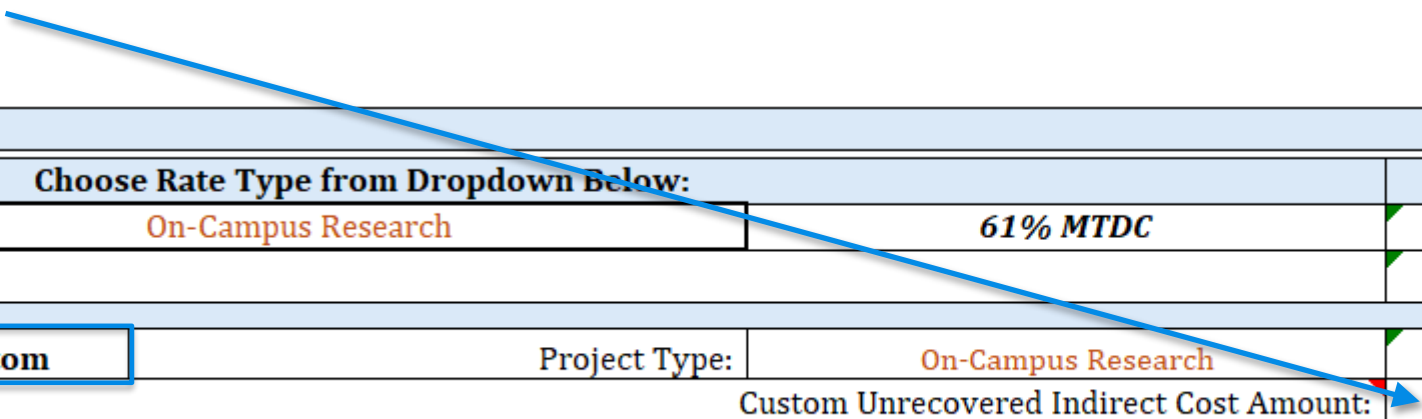 Choose Rate Type from Dropdown Below:
On-Campus Research 61% MTDC
Project Type: On-Campus Research
Custom Unrecovered Indirect Cost Amount: